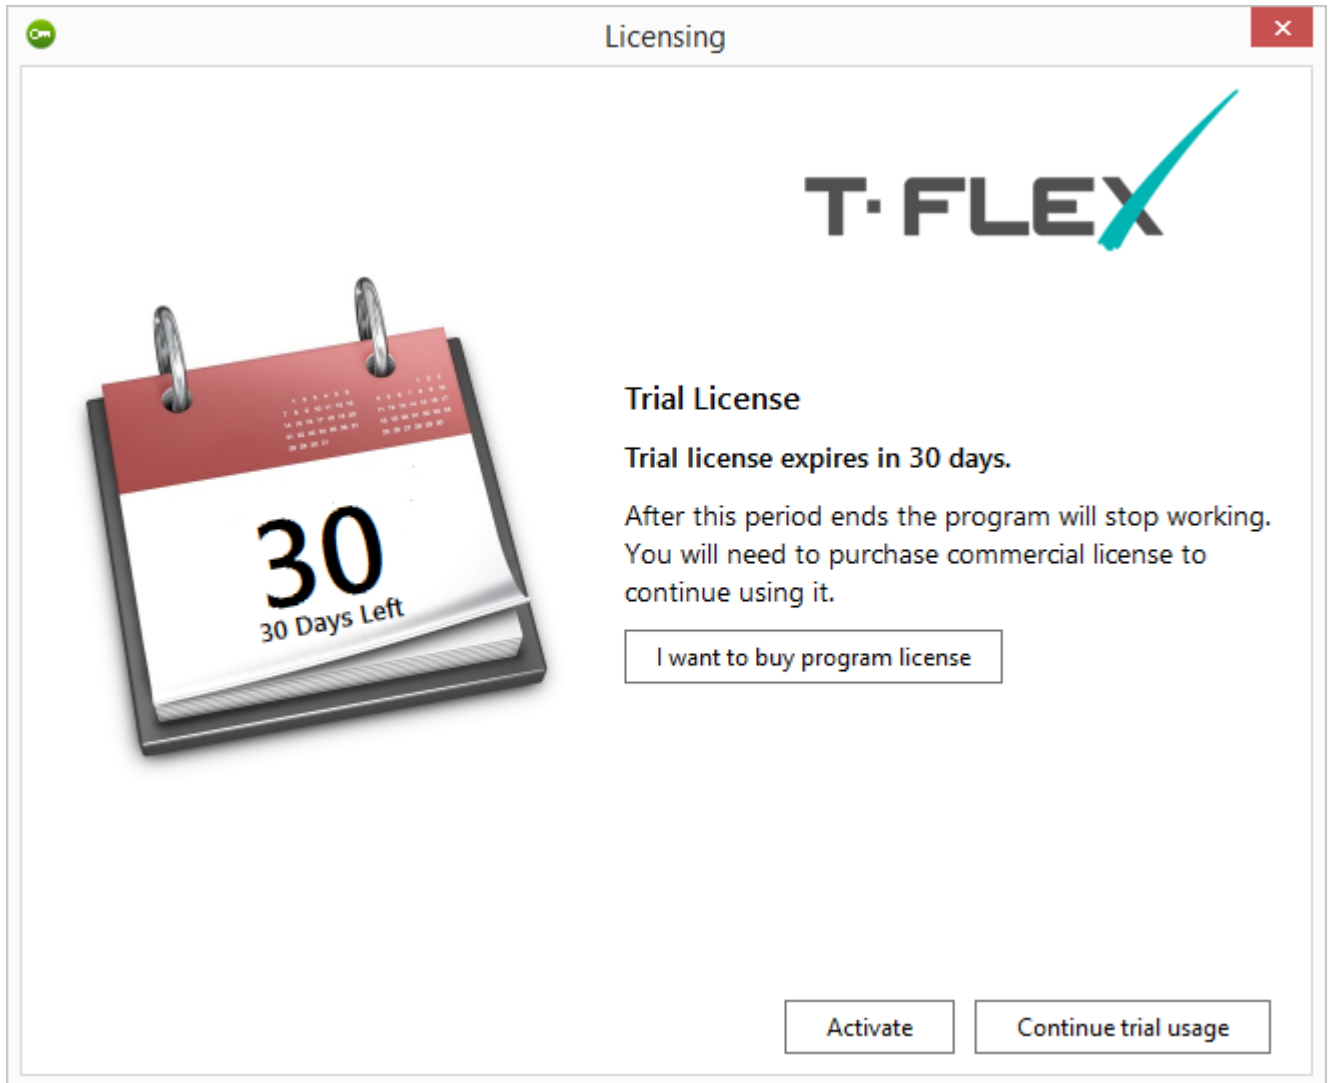 Licensing
T·FLEX
Trial License
Trial license expires in 30 days.
After this period ends the program will stop working.
You will need to purchase commercial license to
continue using it.
I want to buy program license
30
30 Days Left
Activate
Continue trial usage